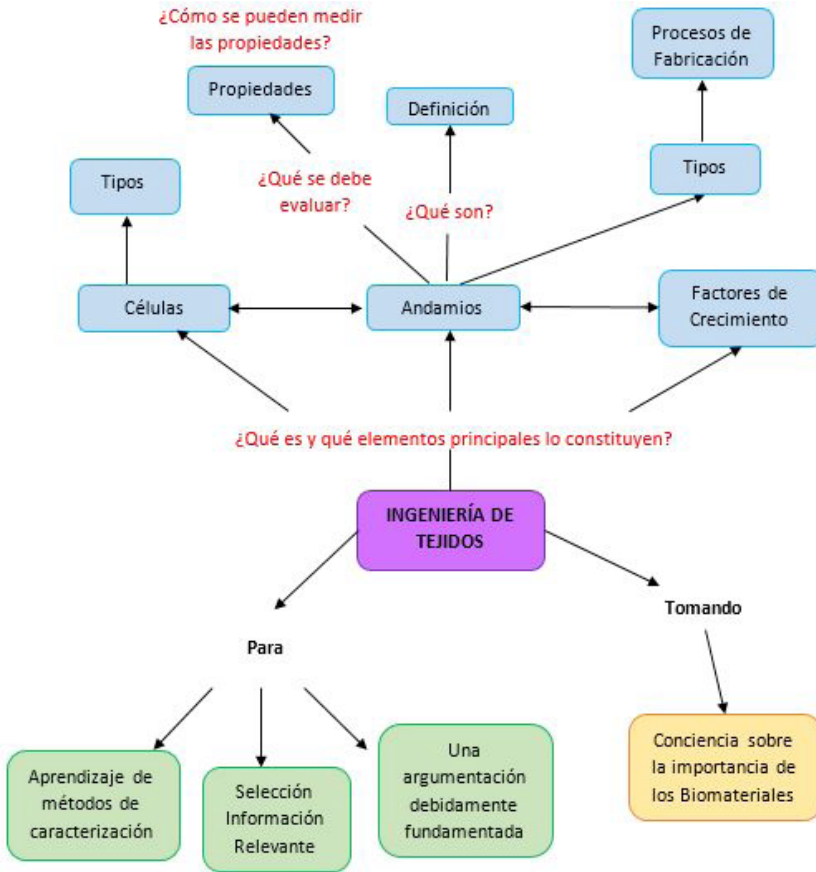 ¿Cómo se pueden medir
las propiedades?
Procesos de
Fabricación
Propiedades
Definición
Tipos
¿Qué se debe
evaluar?
¿Qué son?
Tipos
Células
Andamios
Factores de
Crecimiento
¿Qué es y qué elementos principales lo constituyen?
INGENIERÍA DE
TEJIDOS
Para
Tomando
Aprendizaje de
métodos de
caracterización
Selección
Información
Relevante
Una
argumentación
debidamente
fundamentada
Conciencia sobre
la importancia de
los Biomateriales